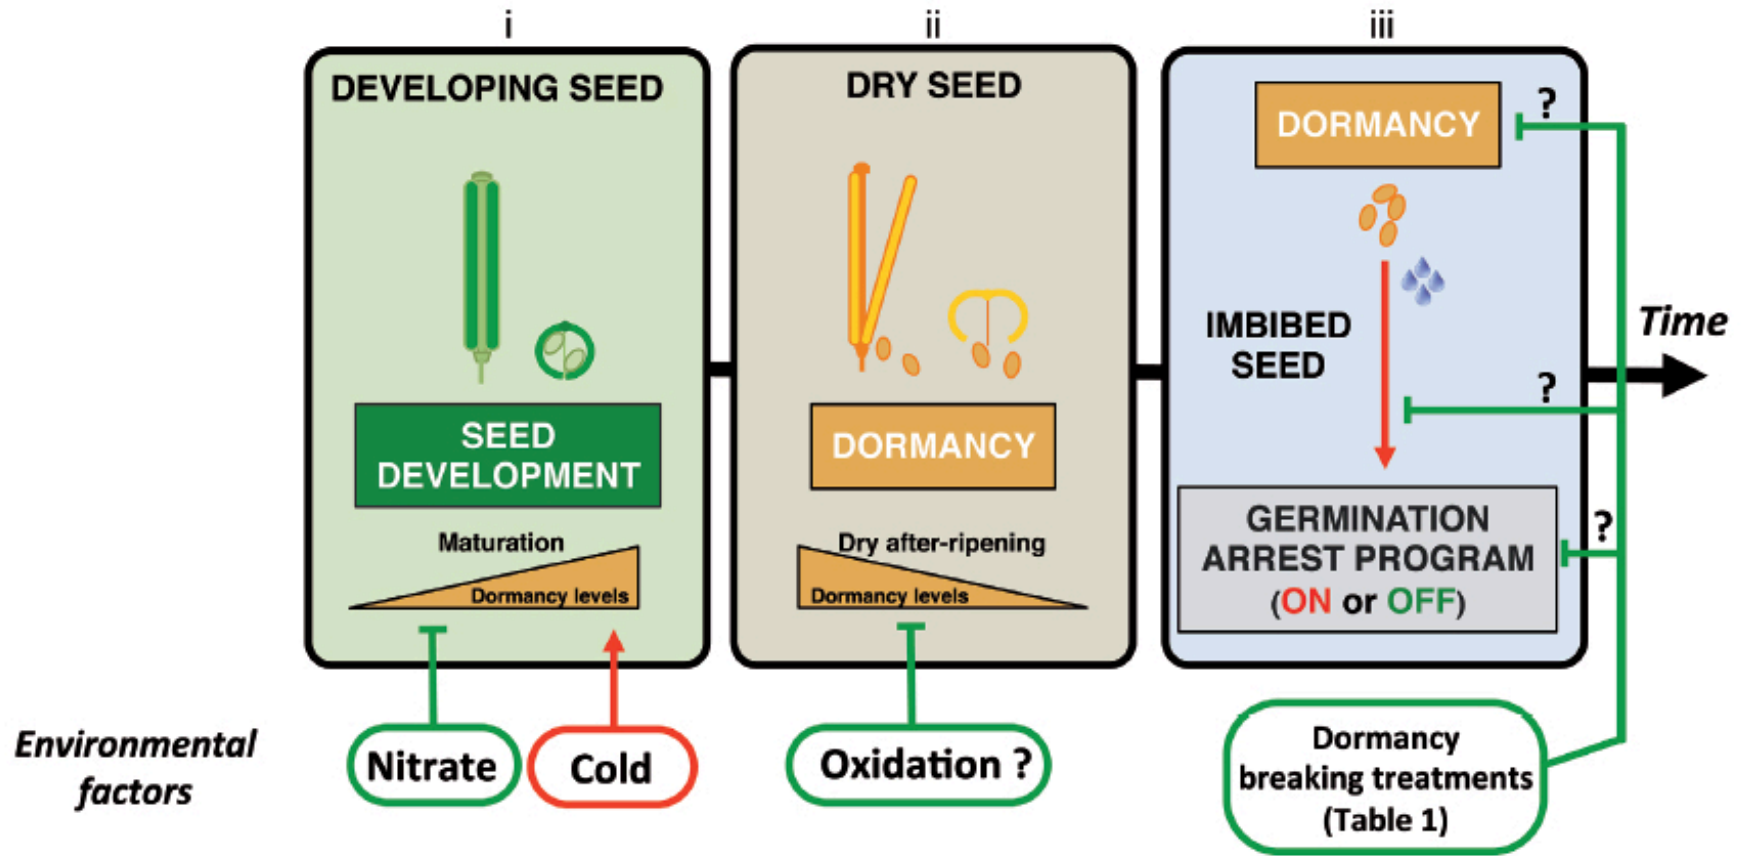 i
DEVELOPING SEED
SEED
DEVELOPMENT
Maturation
Dormancy levels
ii
DRY SEED
DORMANCY
Dry after-ripening
Dormancy levels
iii
DORMANCY
?
IMBIBED
SEED
?
GERMINATION
ARREST PROGRAM
(ON or OFF)
?
Time
Environmental
factors
Nitrate
Cold
Oxidation ?
Dormancy
breaking treatments
(Table 1)